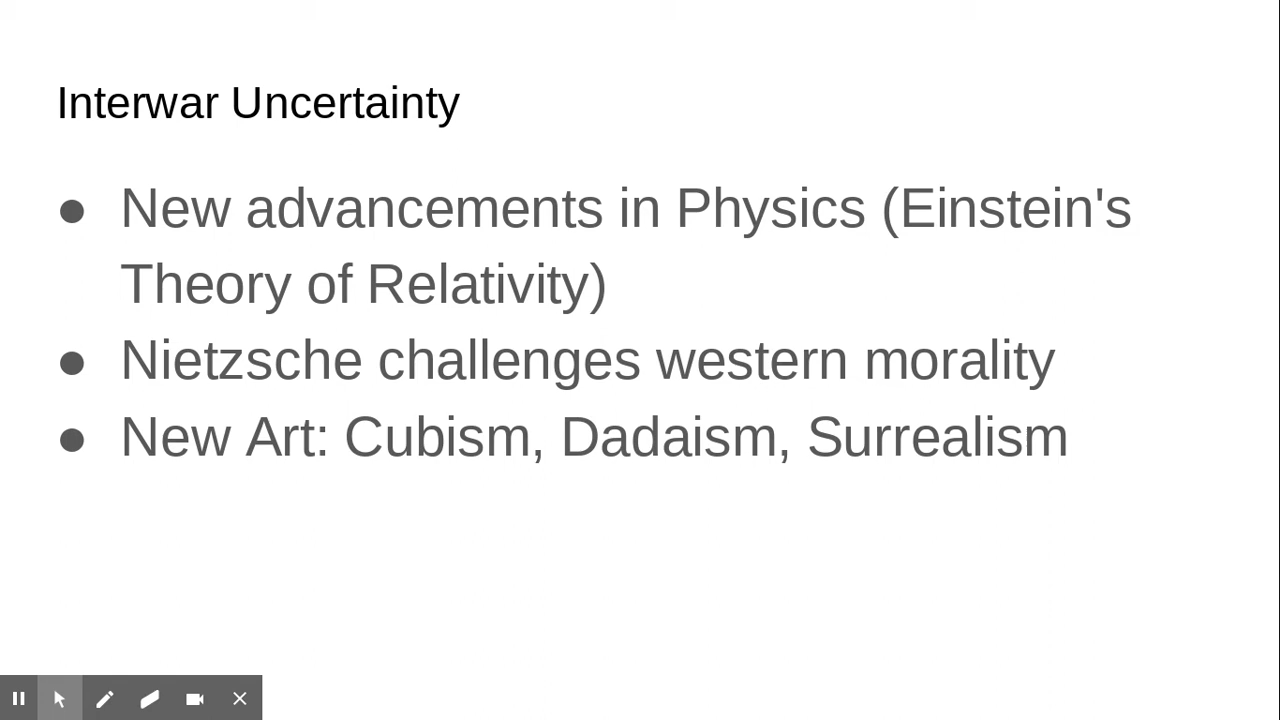 Interwar Uncertainty
● New advancements in Physics (Einstein's
Theory of Relativity)
● Nietzsche challenges western morality
● New Art: Cubism, Dadaism, Surrealism